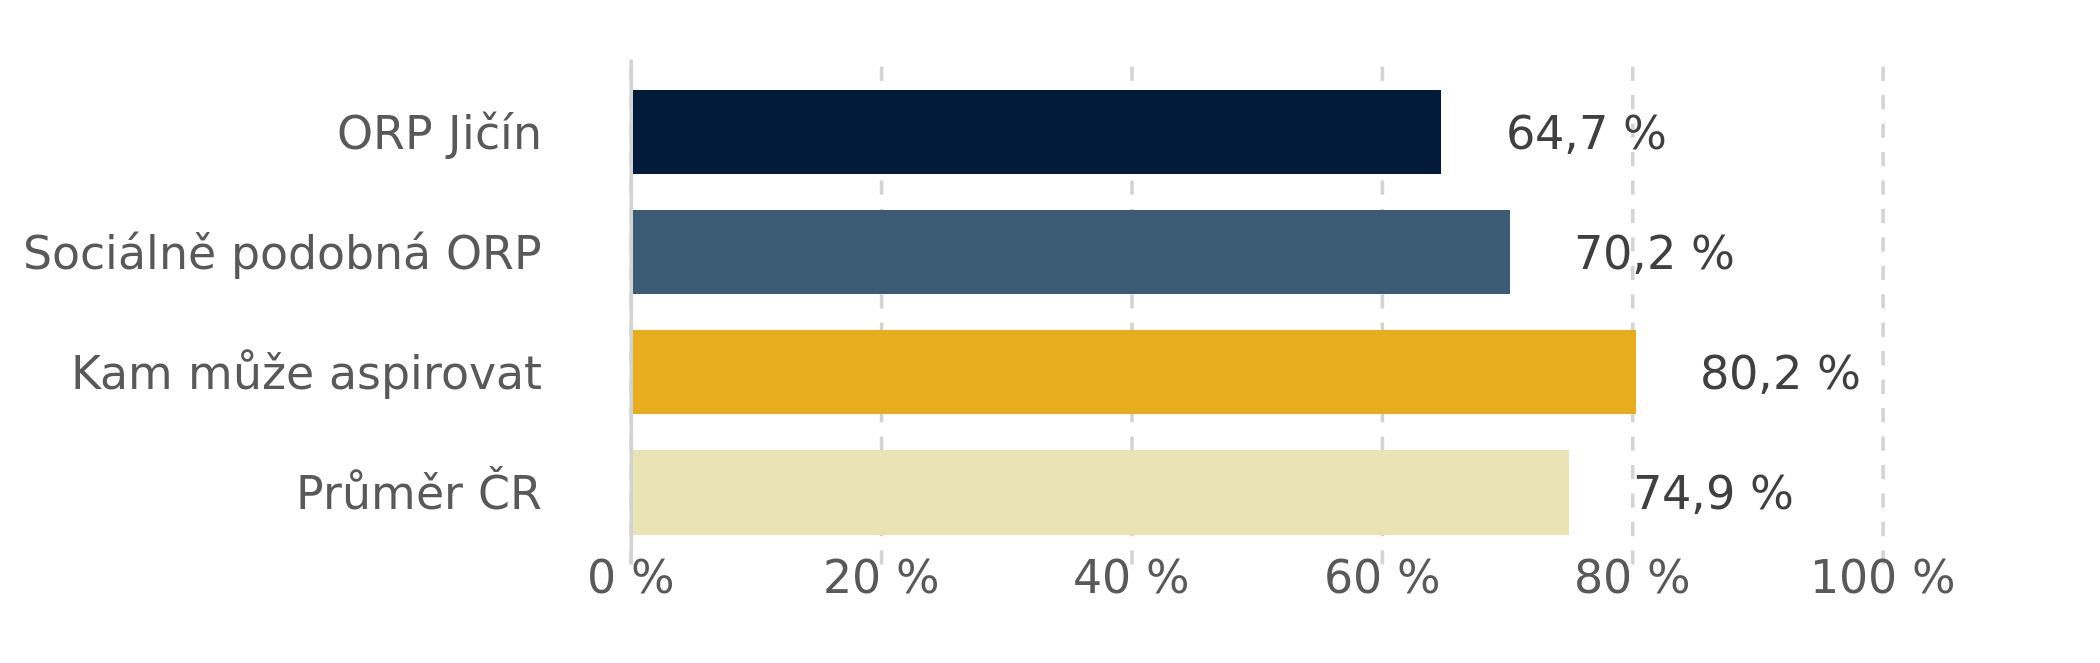 ORP Jičín 64,7 %
Sociálně podobná ORP 70,2 %
Kam může aspirovat 80,2 %
Průměr ČR 74,9 %
0 % 20 % 40 % 60 % 80 % 100 %